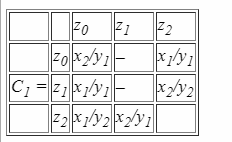 z₀ z₁ z₂
z₀ x₂/y₁ – x₁/y₁
C₁ = z₁ x₁/y₁ – x₂/y₂
z₂ x₁/y₂ x₂/y₁